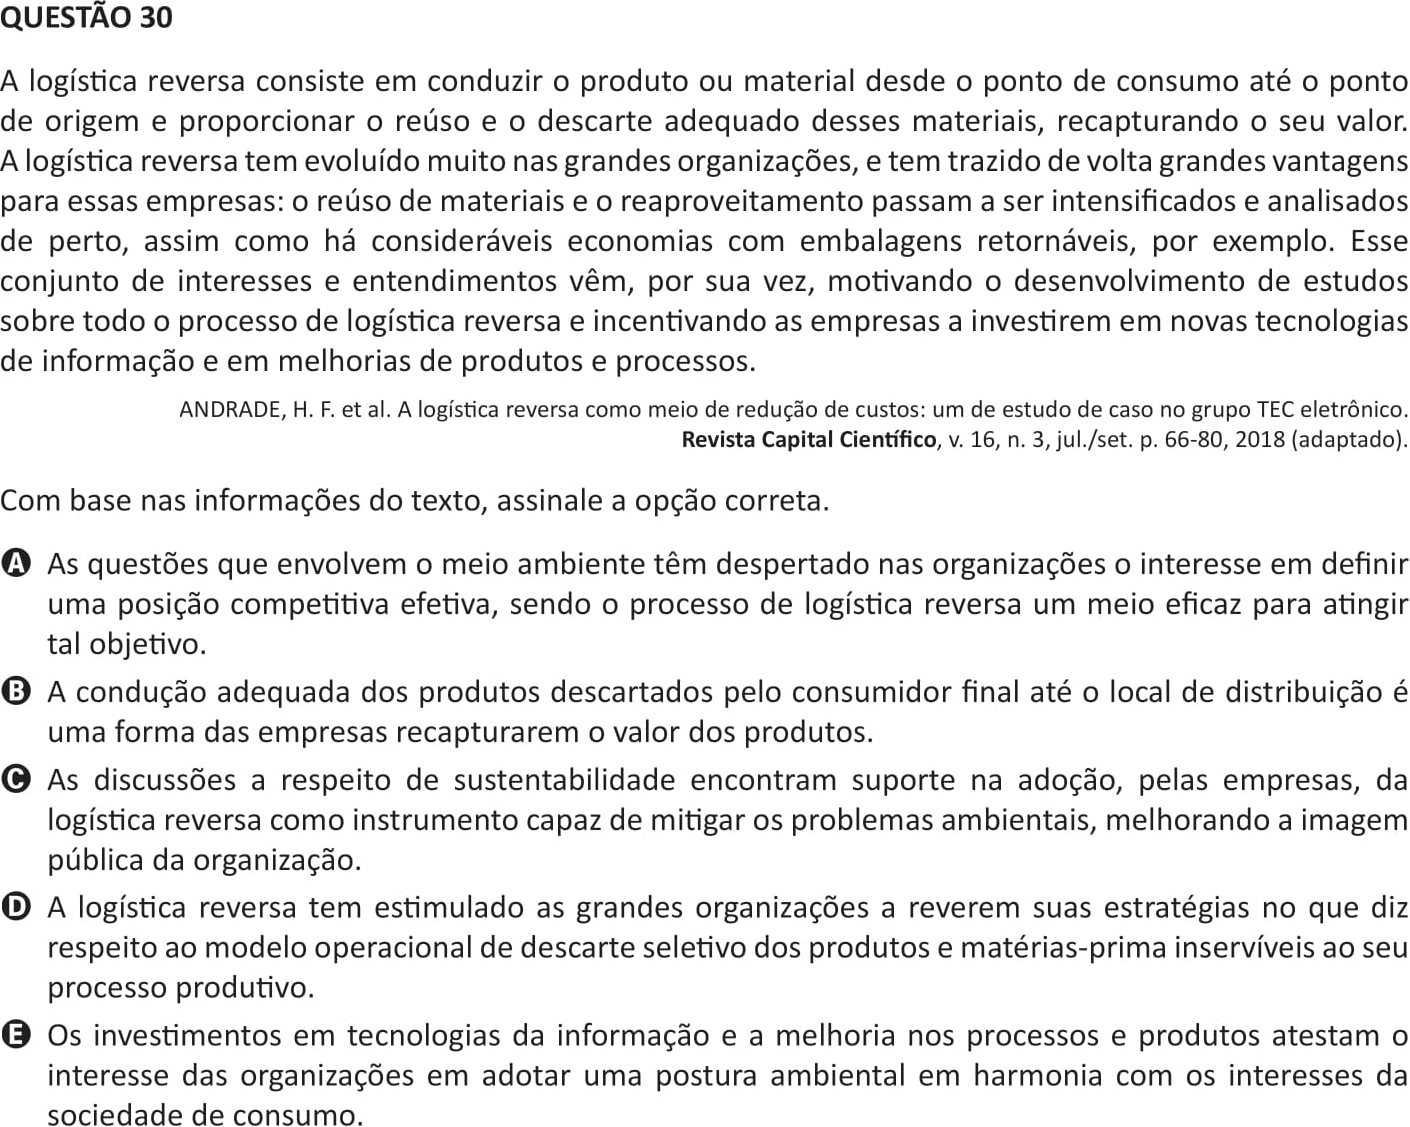 QUESTÃO 30
A logística reversa consiste em conduzir o produto ou material desde o ponto de consumo até o ponto
de origem e proporcionar o reúso e o descarte adequado desses materiais, recapturando o seu valor.
A logística reversa tem evoluído muito nas grandes organizações, e tem trazido de volta grandes vantagens
para essas empresas: o reúso de materiais e o reaproveitamento passam a ser intensificados e analisados
de perto, assim como há consideráveis economias com embalagens retornáveis, por exemplo. Esse
conjunto de interesses e entendimentos vêm, por sua vez, motivando o desenvolvimento de estudos
sobre todo o processo de logística reversa e incentivando as empresas a investirem em novas tecnologias
de informação e em melhorias de produtos e processos.
ANDRADE, H. F. et al. A logística reversa como meio de redução de custos: um de estudo de caso no grupo TEC eletrônico.
Revista Capital Científico, v. 16, n. 3, jul./set. p. 66-80, 2018 (adaptado).
Com base nas informações do texto, assinale a opção correta.
A As questões que envolvem o meio ambiente têm despertado nas organizações o interesse em definir
uma posição competitiva efetiva, sendo o processo de logística reversa um meio eficaz para atingir
tal objetivo.
B A condução adequada dos produtos descartados pelo consumidor final até o local de distribuição é
uma forma das empresas recapturarem o valor dos produtos.
C As discussões a respeito de sustentabilidade encontram suporte na adoção, pelas empresas, da
logística reversa como instrumento capaz de mitigar os problemas ambientais, melhorando a imagem
pública da organização.
D A logística reversa tem estimulado as grandes organizações a reverem suas estratégias no que diz
respeito ao modelo operacional de descarte seletivo dos produtos e matérias-prima inservíveis ao seu
processo produtivo.
E Os investimentos em tecnologias da informação e a melhoria nos processos e produtos atestam o
interesse das organizações em adotar uma postura ambiental em harmonia com os interesses da
sociedade de consumo.